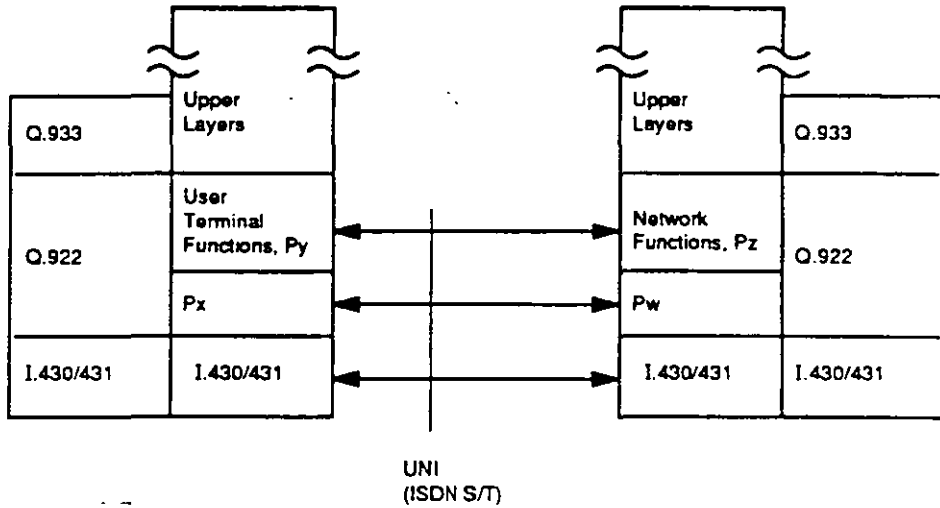 Upper
Layers
Q.933
User
Terminal
Functions, Py
Q.922
Px
I.430/431
I.430/431
Upper
Layers
Q.933
Network
Functions, Pz
Q.922
Pw
I.430/431
I.430/431
UNI
(ISDN S/T)